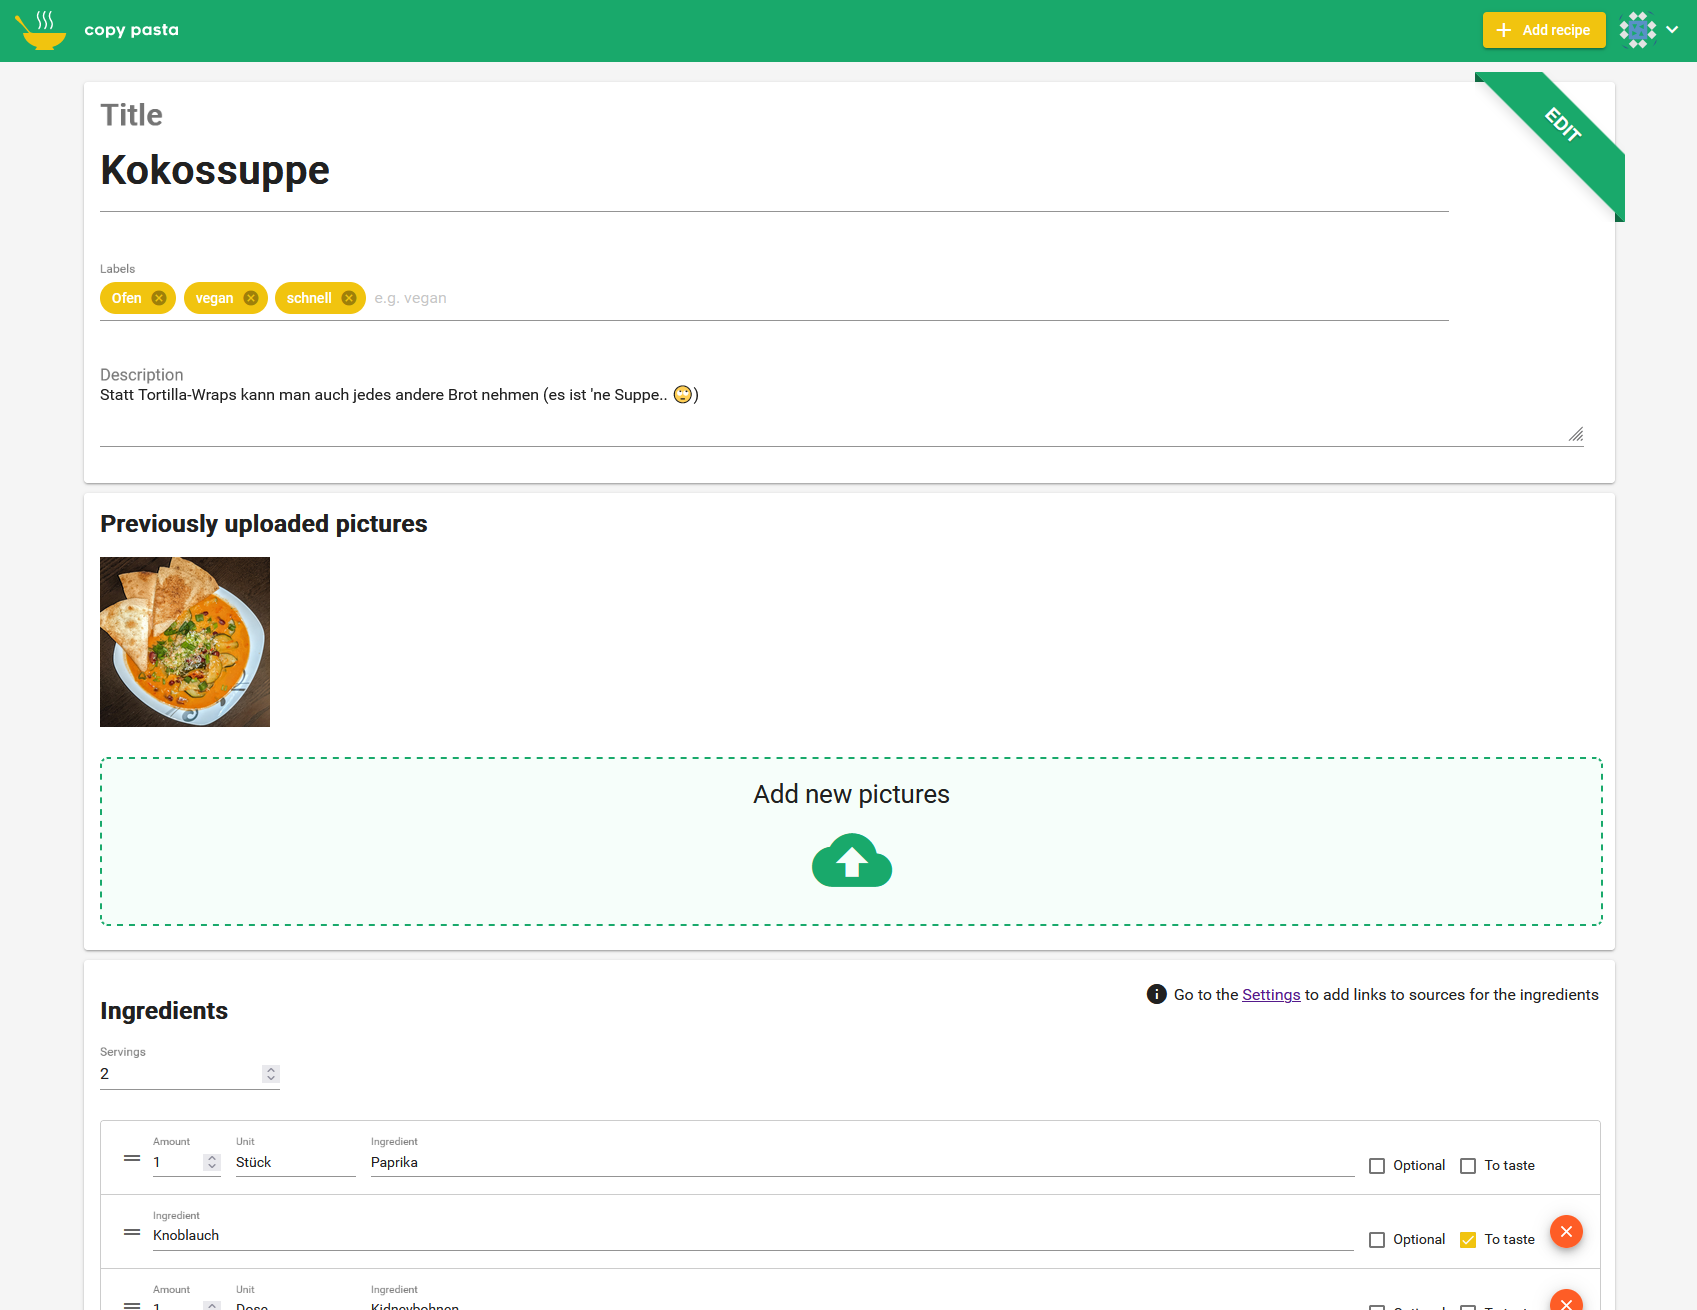 copy pasta
Add recipe
EDIT
Title
Kokossuppe
Labels
Ofen vegan schnell e.g. vegan
Description
Statt Tortilla-Wraps kann man auch jedes andere Brot nehmen (es ist 'ne Suppe.. 🙄)
Previously uploaded pictures
Add new pictures
Ingredients
Go to the Settings to add links to sources for the ingredients
Servings
2
Amount Unit Ingredient
1 Stück Paprika Optional To taste
Ingredient
Knoblauch Optional To taste
Amount Unit Ingredient
1 Dose Kidneybohnen